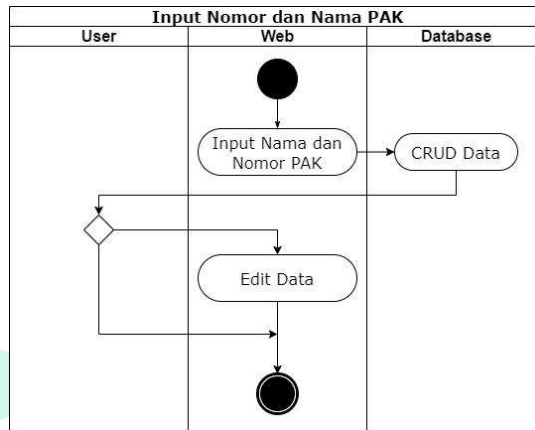 Input Nomor dan Nama PAK
User
Web
Database
Input Nama dan
Nomor PAK
CRUD Data
Edit Data